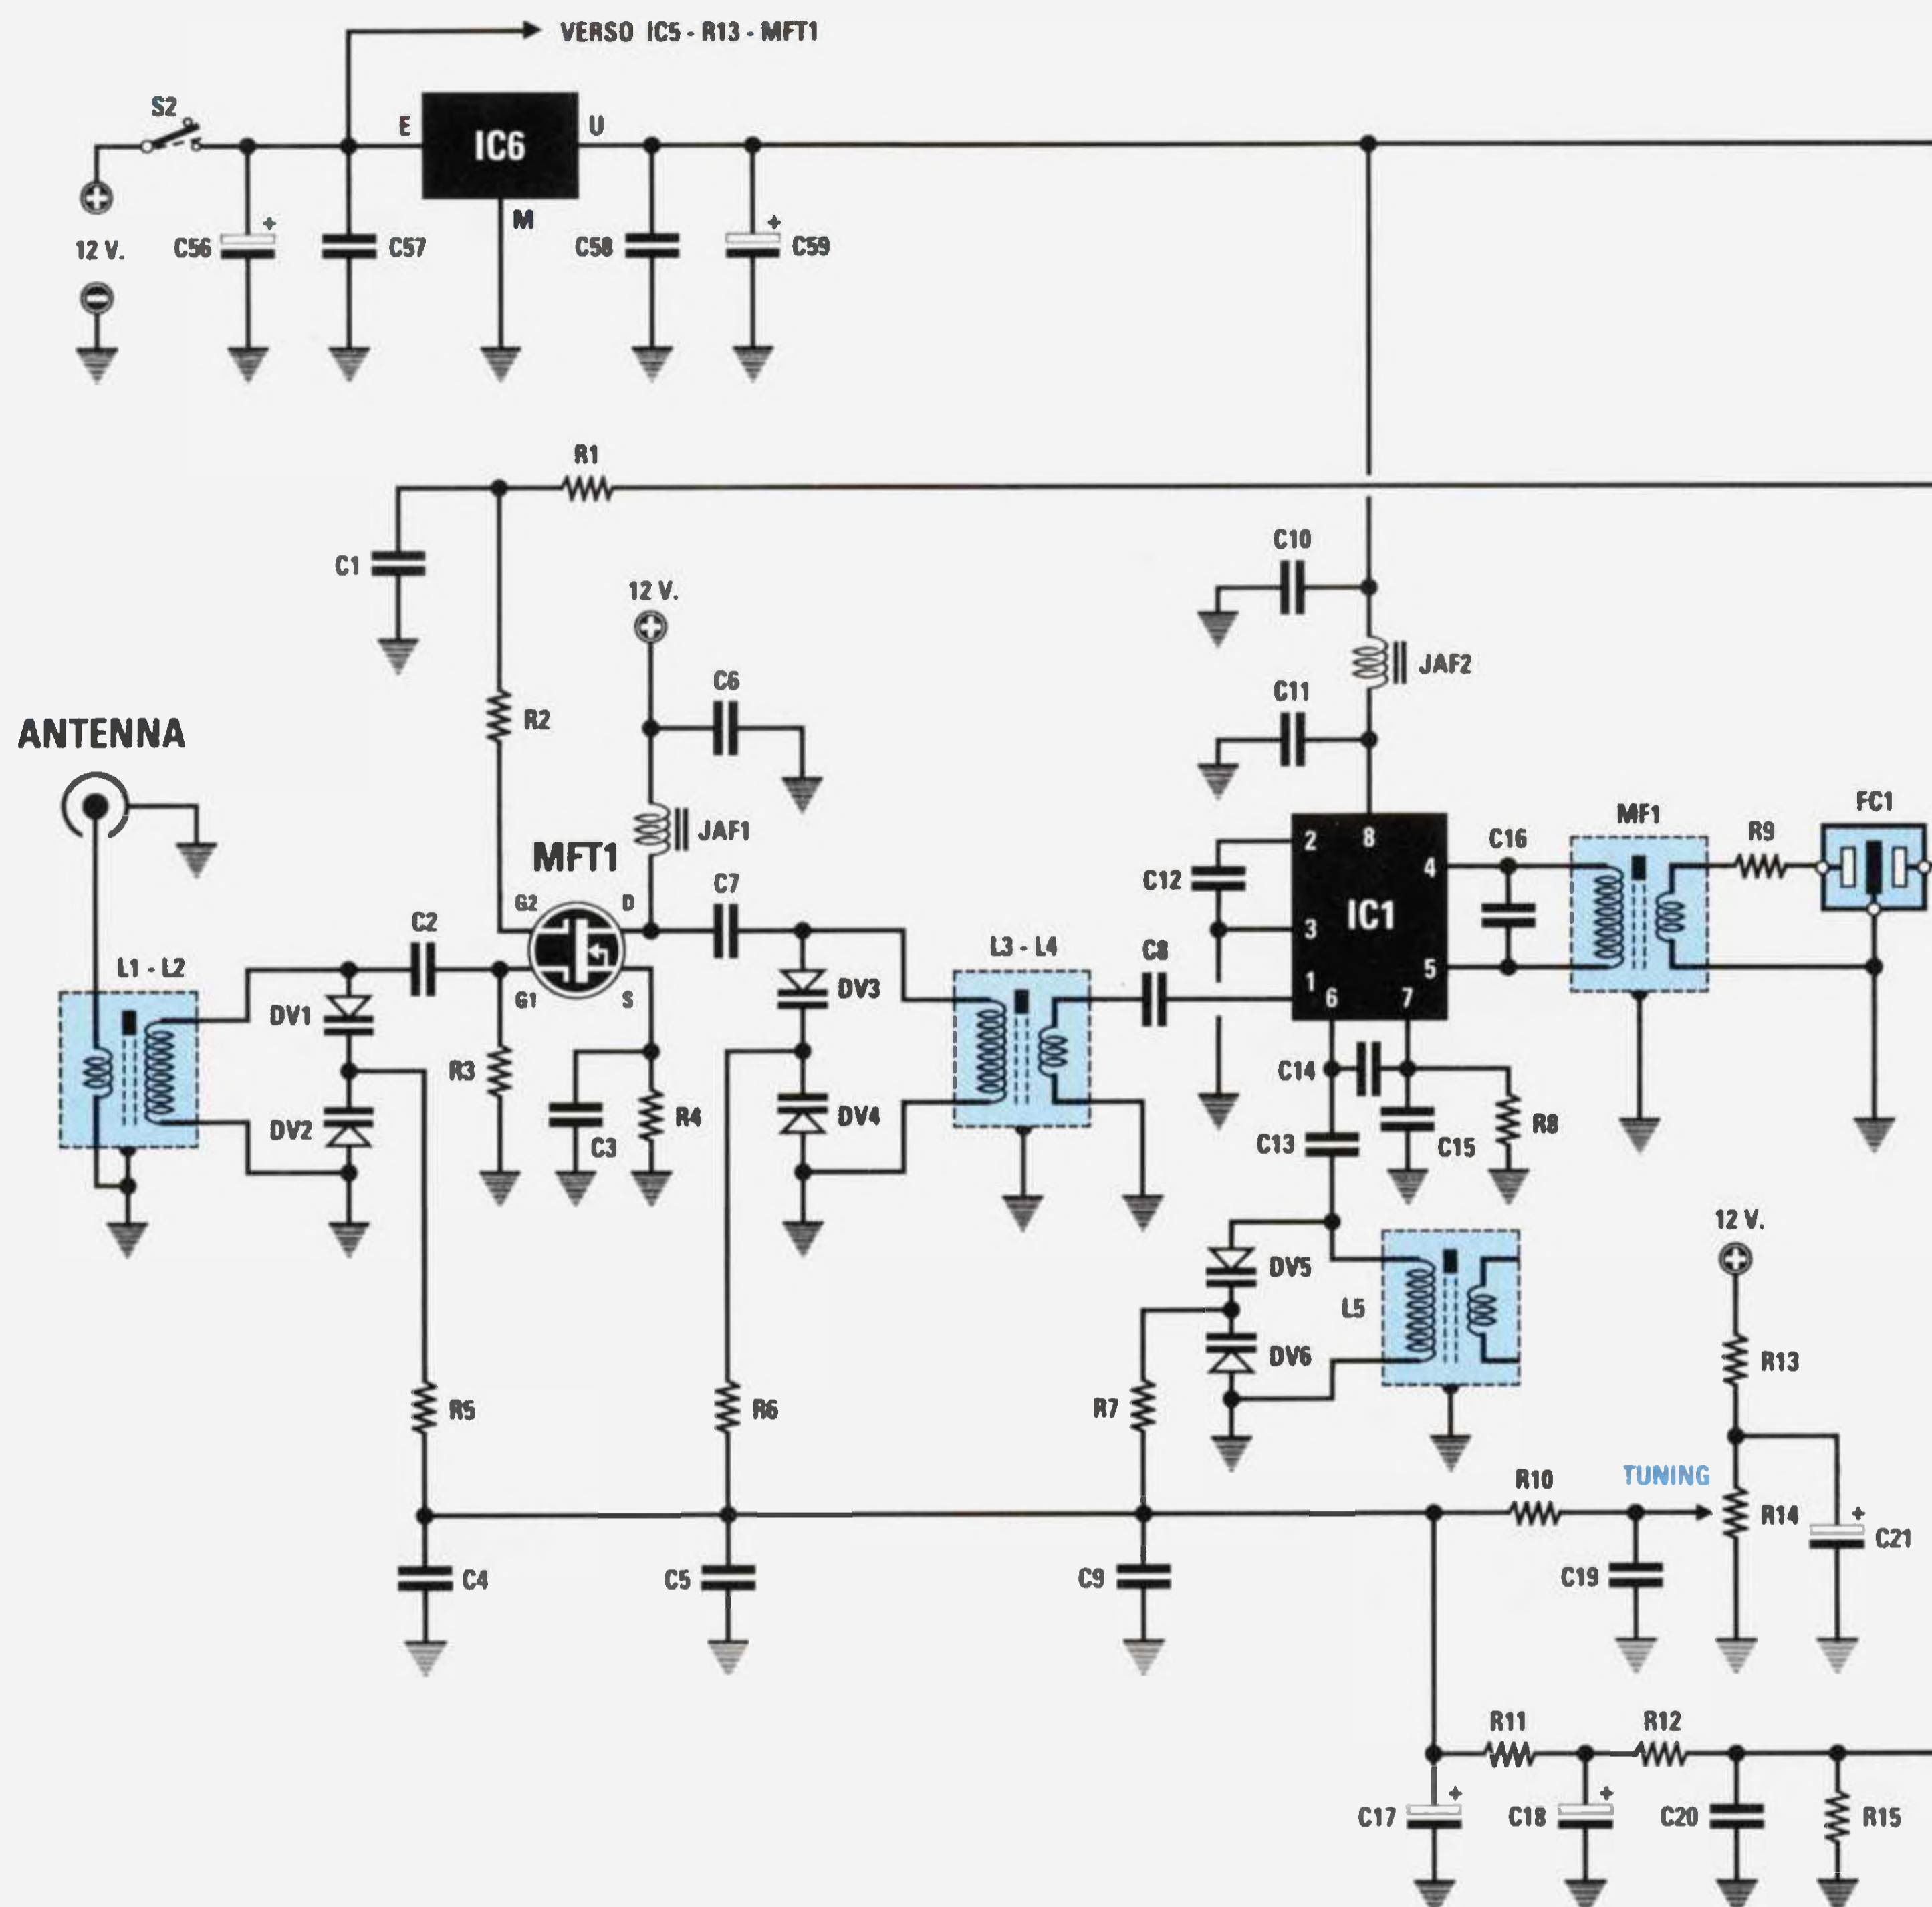 VERSO IC5 - R13 - MFT1
S2
E
IC6
U
M
12 V.
C56
+
C57
C58
+
C59
R1
C1
12 V.
C10
R2
C6
JAF2
C11
ANTENNA
JAF1
MFT1
C7
G2
D
G1
S
C2
L1 - L2
DV1
DV2
R3
C3
R4
DV3
DV4
L3 - L4
C8
C12
2
8
4
3
IC1
1
5
6
7
C16
MF1
R9
FC1
C14
C13
C15
R8
DV5
DV6
L5
12 V.
R13
R5
R6
R7
R10
TUNING
R14
+
C21
C4
C5
C9
C19
R11
R12
C17
+
C18
+
C20
R15